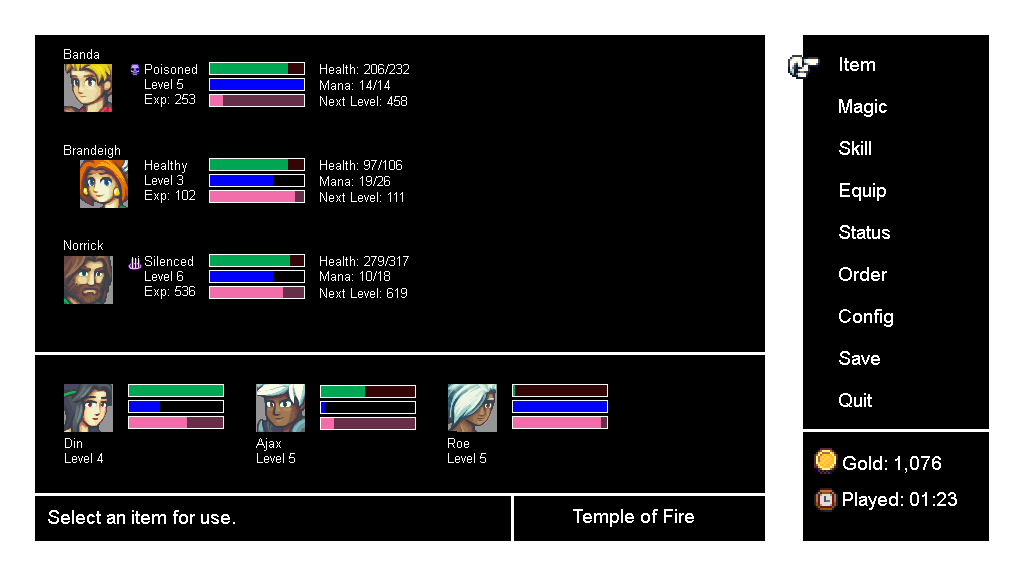 Banda
Poisoned
Level 5
Exp: 253
Health: 206/232
Mana: 14/14
Next Level: 458
Brandeigh
Healthy
Level 3
Exp: 102
Health: 97/106
Mana: 19/26
Next Level: 111
Norrick
Silenced
Level 6
Exp: 536
Health: 279/317
Mana: 10/18
Next Level: 619
Din
Level 4
Ajax
Level 5
Roe
Level 5
Select an item for use.
Temple of Fire
Item
Magic
Skill
Equip
Status
Order
Config
Save
Quit
Gold: 1,076
Played: 01:23